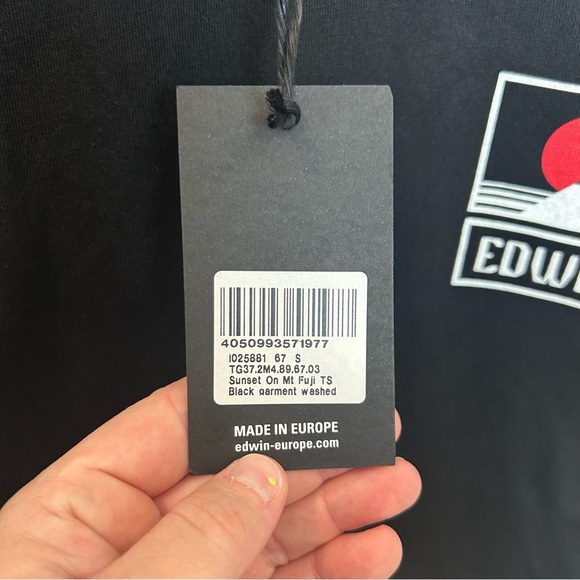 4050993571977
I025881 67 S
TG37.2M4.89.67.03
Sunset On Mt Fuji TS
Black garment washed
MADE IN EUROPE
edwin-europe.com